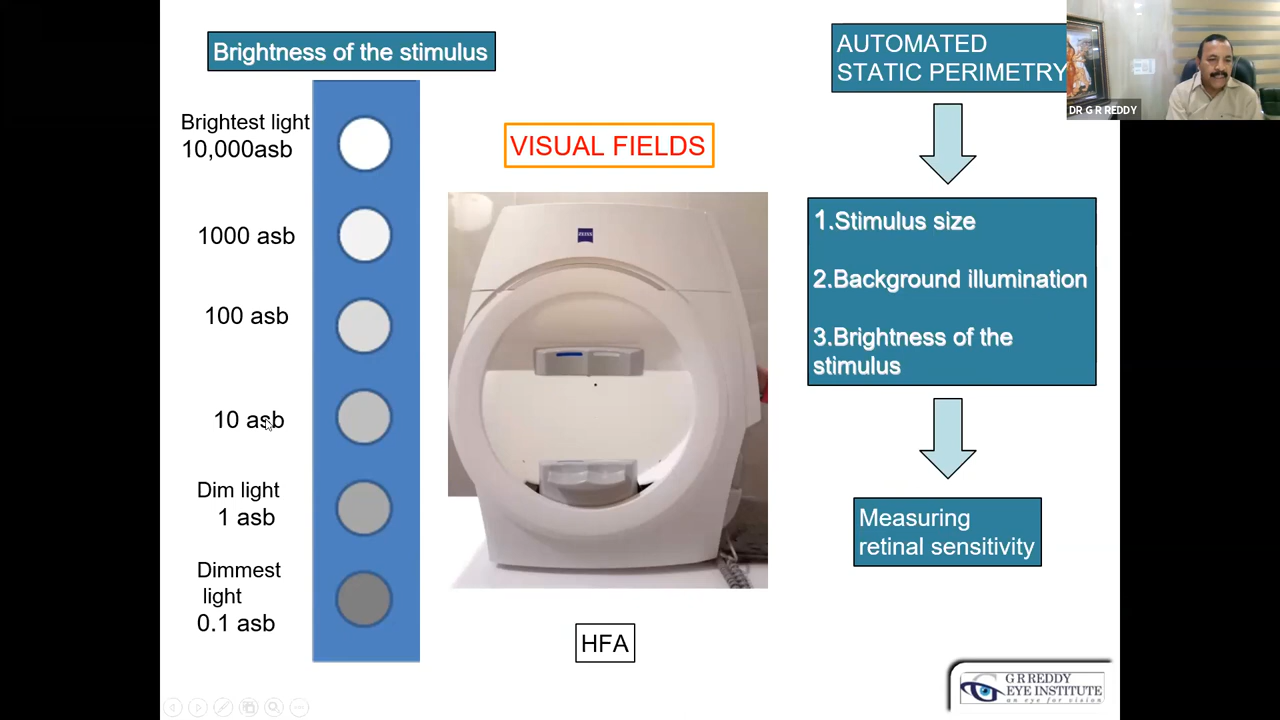 Brightness of the stimulus
Brightest light
10,000asb
1000 asb
100 asb
10 asb
Dim light
1 asb
Dimmest
light
0.1 asb
VISUAL FIELDS
ZEISS
HFA
AUTOMATED
STATIC PERIMETRY
1.Stimulus size
2.Background illumination
3.Brightness of the
stimulus
Measuring
retinal sensitivity
DR G R REDDY
G R REDDY
EYE INSTITUTE
an eye for vision